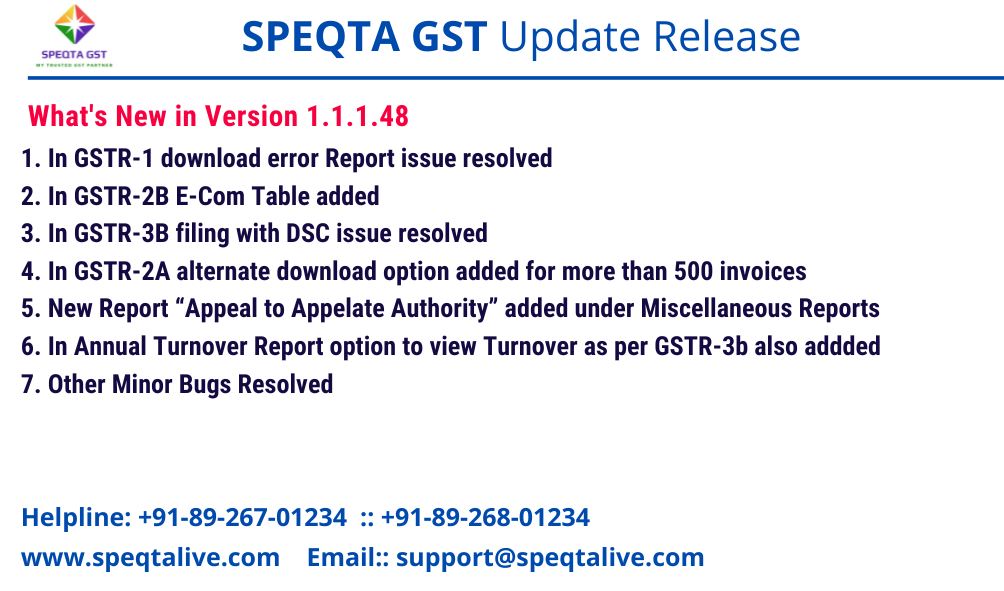 SPEQTA GST
MY TRUSTED GST PARTNER
SPEQTA GST Update Release
What's New in Version 1.1.1.48
1. In GSTR-1 download error Report issue resolved
2. In GSTR-2B E-Com Table added
3. In GSTR-3B filing with DSC issue resolved
4. In GSTR-2A alternate download option added for more than 500 invoices
5. New Report “Appeal to Appelate Authority” added under Miscellaneous Reports
6. In Annual Turnover Report option to view Turnover as per GSTR-3b also addded
7. Other Minor Bugs Resolved
Helpline: +91-89-267-01234 :: +91-89-268-01234
www.speqtalive.com Email:: support@speqtalive.com